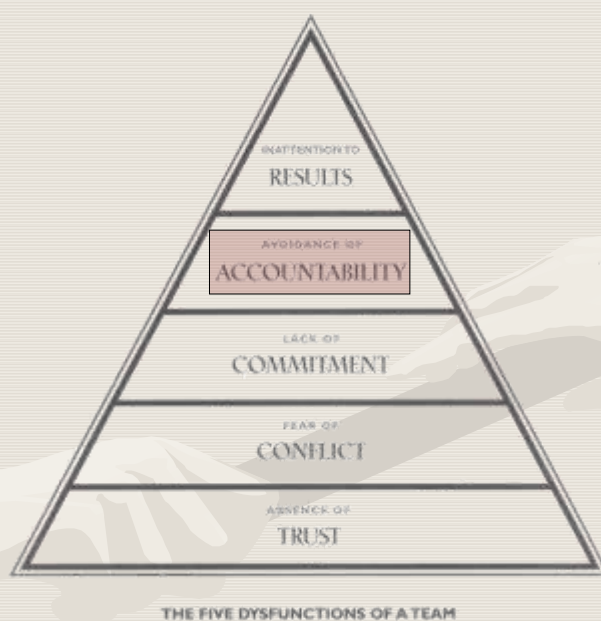 INATTENTION TO
RESULTS
AVOIDANCE OF
ACCOUNTABILITY
LACK OF
COMMITMENT
FEAR OF
CONFLICT
ABSENCE OF
TRUST
THE FIVE DYSFUNCTIONS OF A TEAM